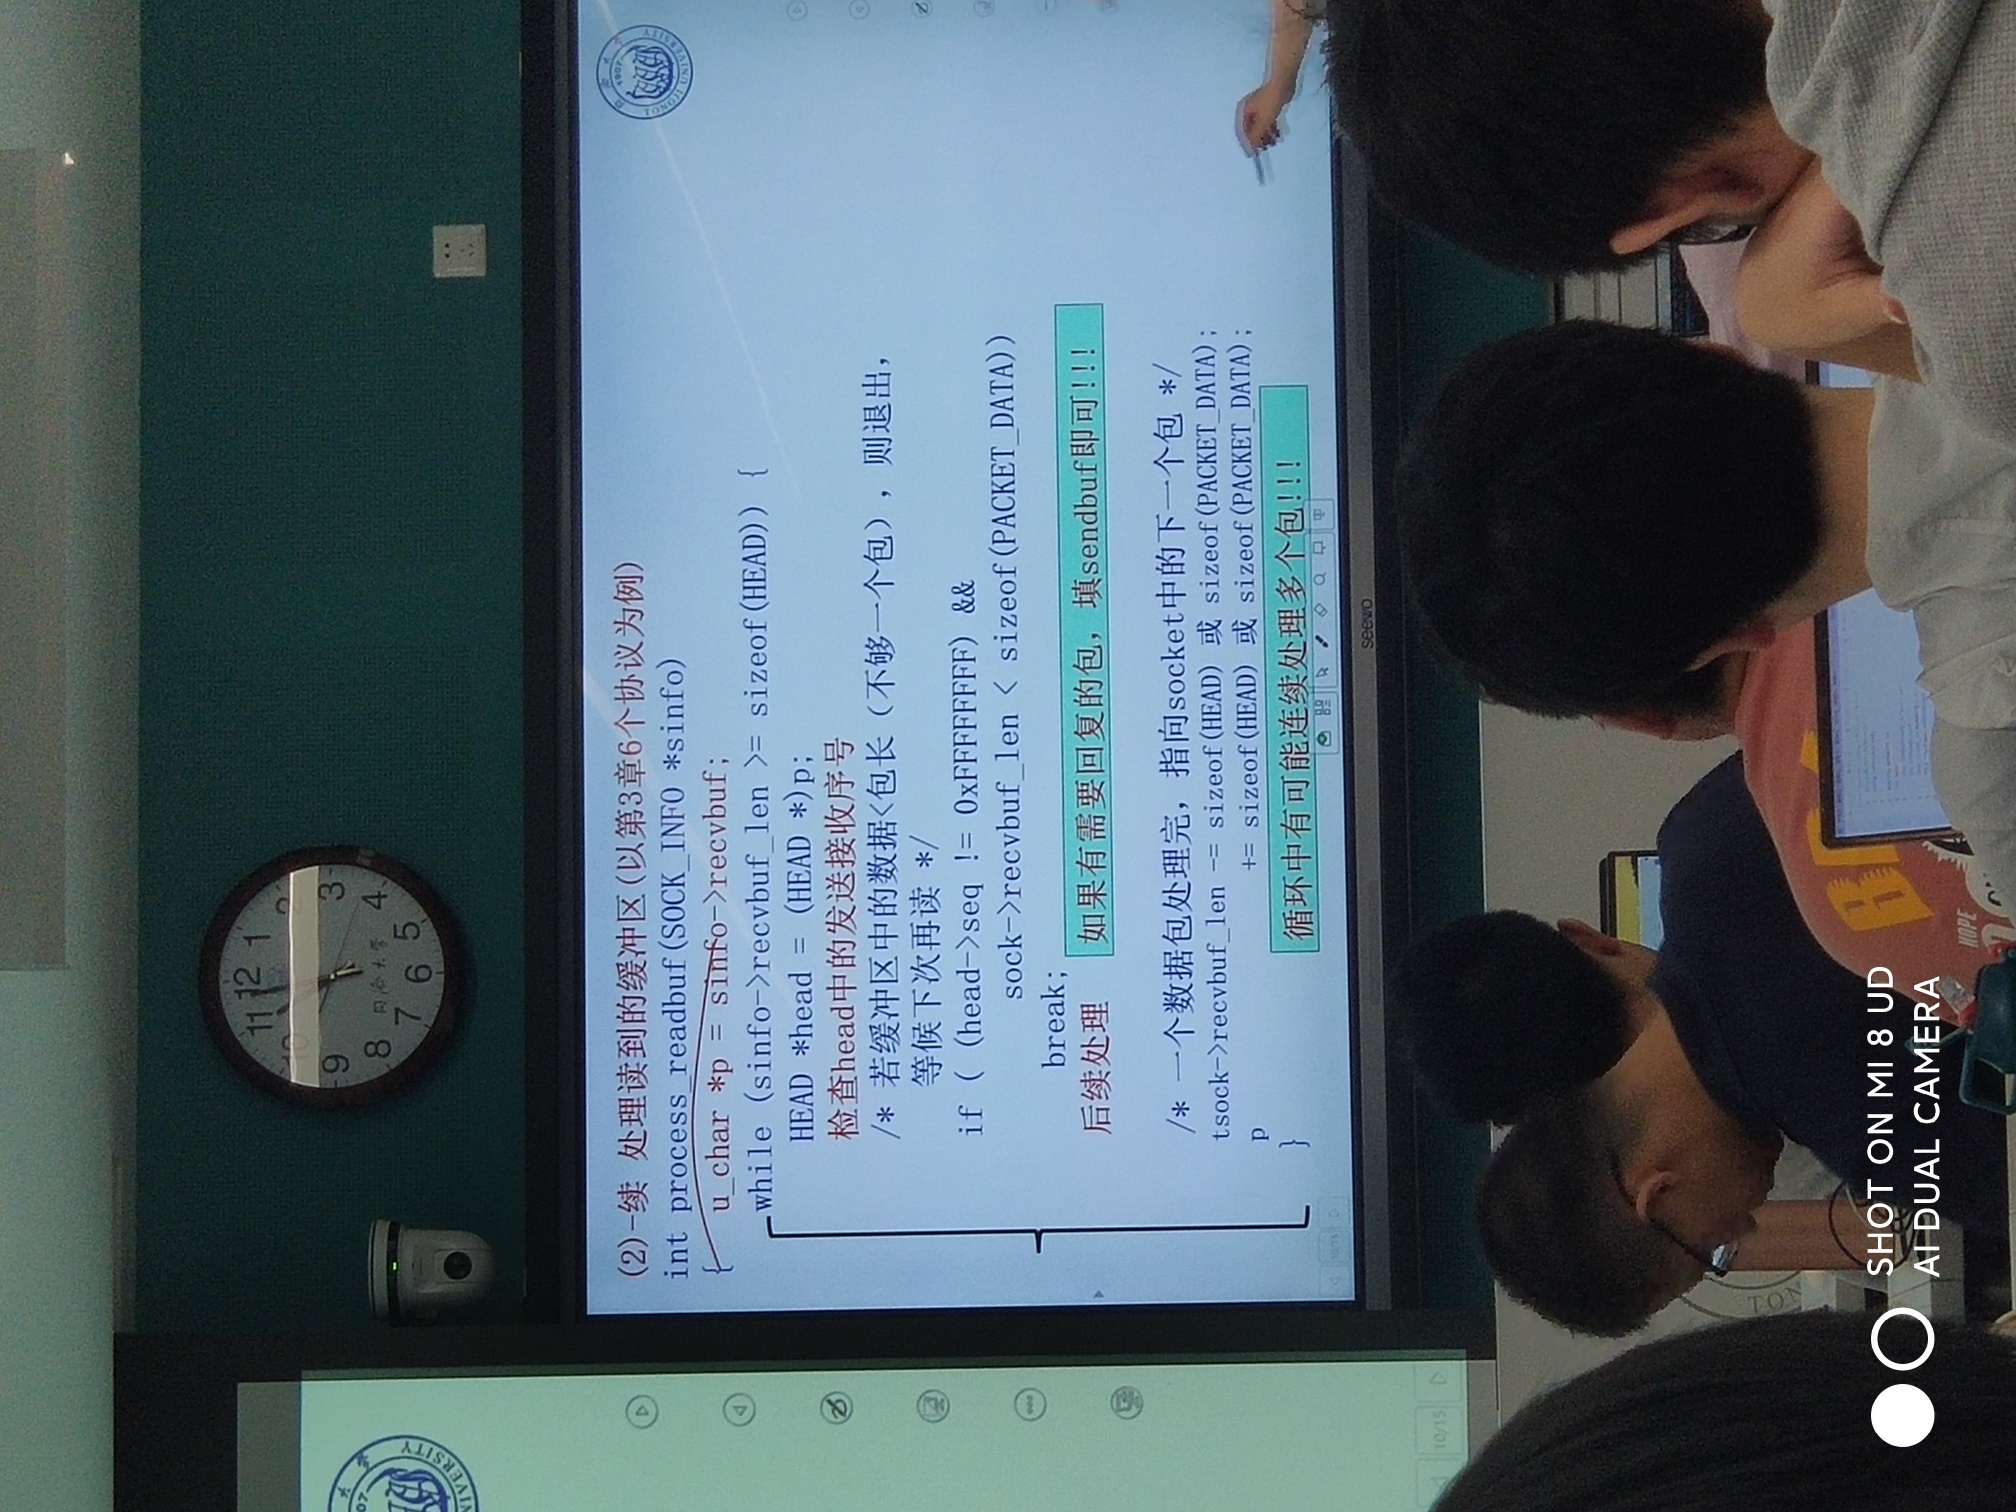 11 12 1
10 2
9 3
8 同济大学 4
7 6 5
1907
TONGJI UNIVERSITY
(2)-续 处理读到的缓冲区(以第3章6个协议为例)
int process_readbuf(SOCK_INFO *sinfo)
{ u_char *p = sinfo->recvbuf;
while (sinfo->recvbuf_len >= sizeof(HEAD)) {
HEAD *head = (HEAD *)p;
检查head中的发送接收序号
/* 若缓冲区中的数据<包长（不够一个包），则退出，
等候下次再读 */
if ( (head->seq != 0xFFFFFFFF) &&
sock->recvbuf_len < sizeof(PACKET_DATA))
break;
后续处理 如果有需要回复的包，填sendbuf即可!!!
/* 一个数据包处理完，指向socket中的下一个包 */
tsock->recvbuf_len -= sizeof(HEAD) 或 sizeof(PACKET_DATA);
p += sizeof(HEAD) 或 sizeof(PACKET_DATA);
} 循环中有可能连续处理多个包!!!
10/15
seewo
10/15
HOPE
SHOT ON MI 8 UD
AI DUAL CAMERA